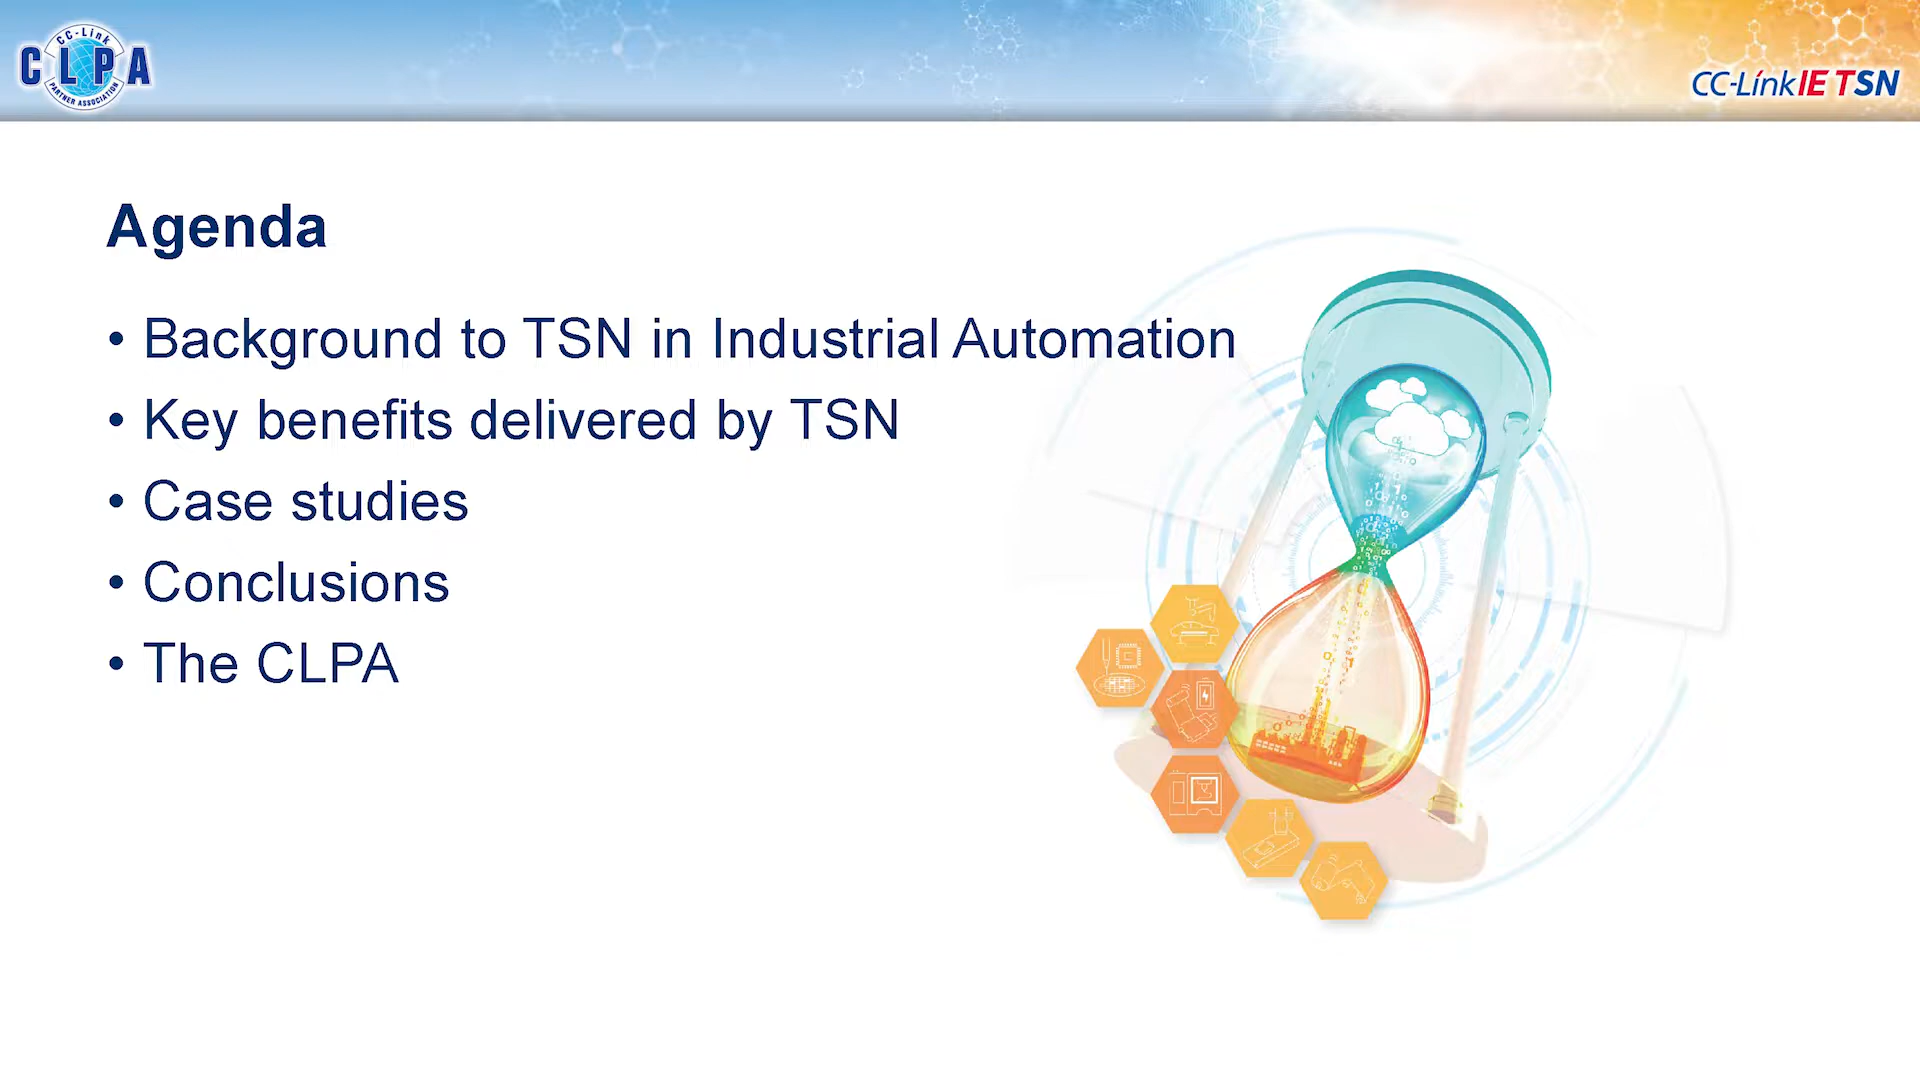 CC-Link
CLPA
PARTNER ASSOCIATION
CC-Link IE TSN
Agenda
• Background to TSN in Industrial Automation
• Key benefits delivered by TSN
• Case studies
• Conclusions
• The CLPA